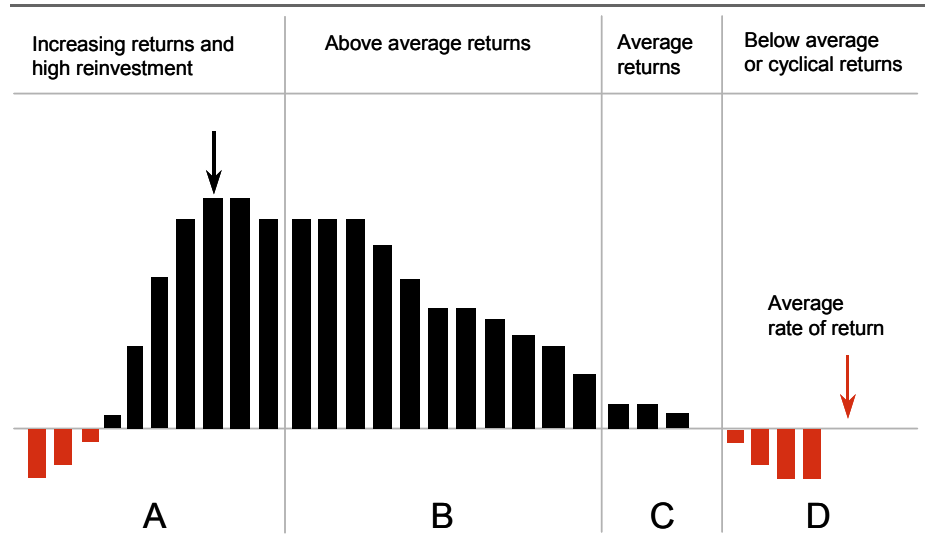 Increasing returns and
high reinvestment
Above average returns
Average
returns
Below average
or cyclical returns
Average
rate of return
A
B
C
D